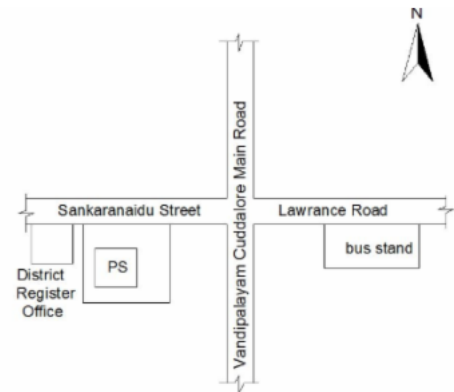 N
Vandipalayam Cuddalore Main Road
Sankaranaidu Street
Lawrance Road
PS
bus stand
District
Register
Office